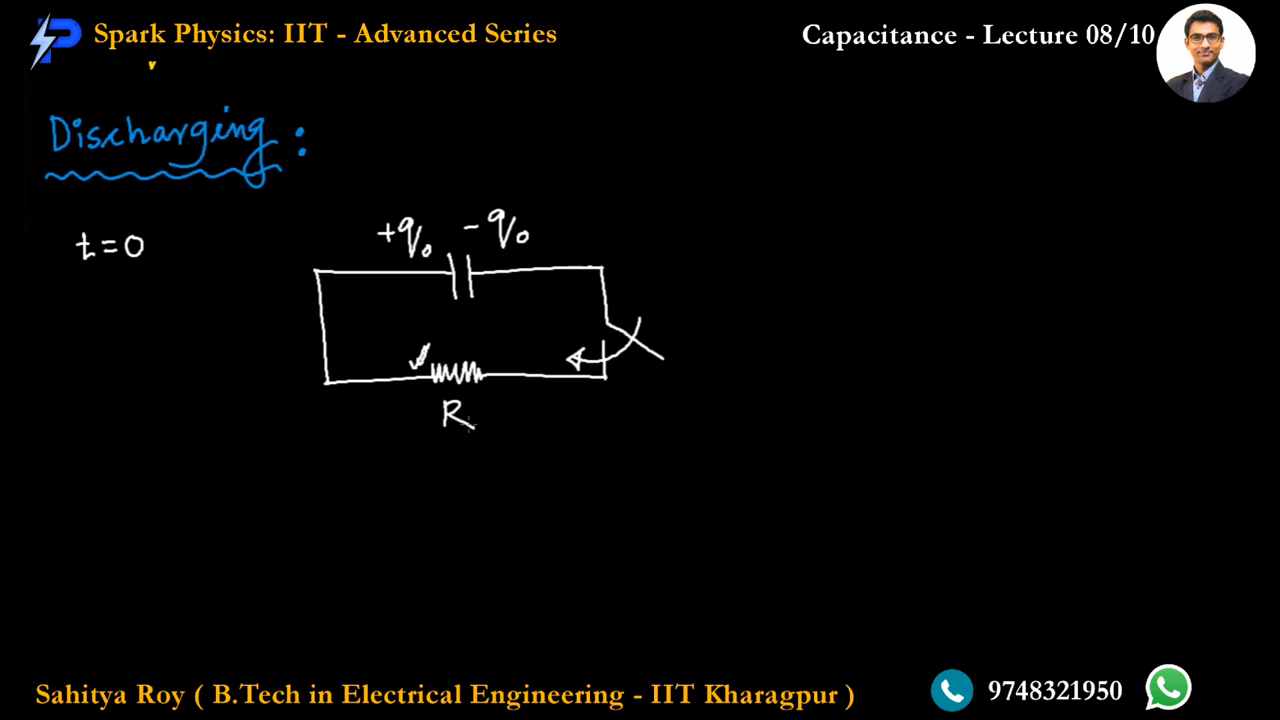 Spark Physics: IIT - Advanced Series
Capacitance - Lecture 08/10
Discharging :
t=0
+q₀ -q₀
R
Sahitya Roy ( B.Tech in Electrical Engineering - IIT Kharagpur )
9748321950